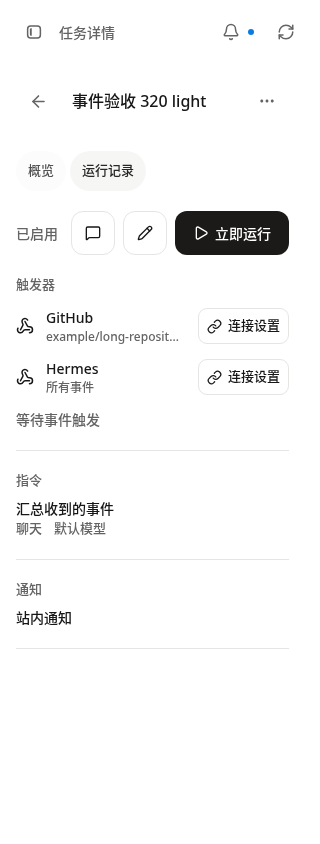 任务详情
事件验收 320 light
概览
运行记录
已启用
立即运行
触发器
GitHub
连接设置
example/long-reposit...
Hermes
连接设置
所有事件
等待事件触发
指令
汇总收到的事件
聊天 默认模型
通知
站内通知